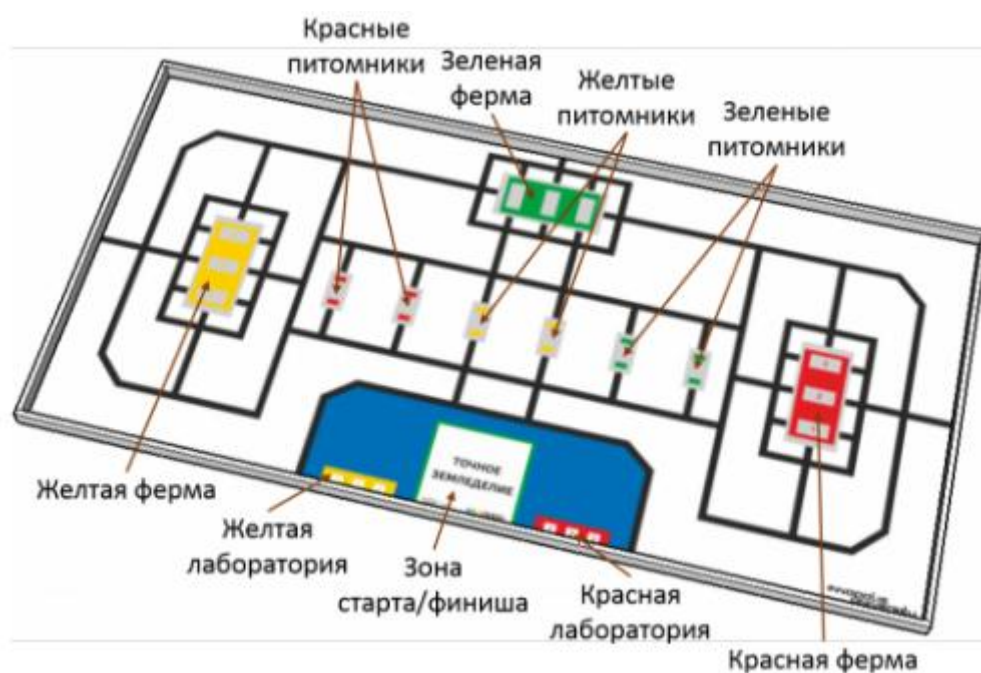 Красные
питомники
Зеленая
ферма
Желтые
питомники
Зеленые
питомники
ТОЧНОЕ
ЗЕМЛЕДЕЛИЕ
Желтая ферма
Желтая
лаборатория
Зона
старта/финиша
Красная
лаборатория
Красная ферма